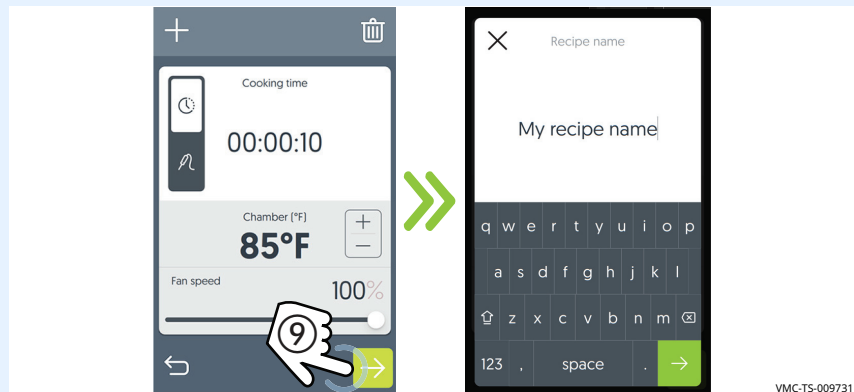 Cooking time
00:00:10
Chamber (°F)
85°F
Fan speed
100%
9
Recipe name
My recipe name
q w e r t y u i o p
a s d f g h j k l
z x c v b n m
123 , space .
VMC-TS-009731